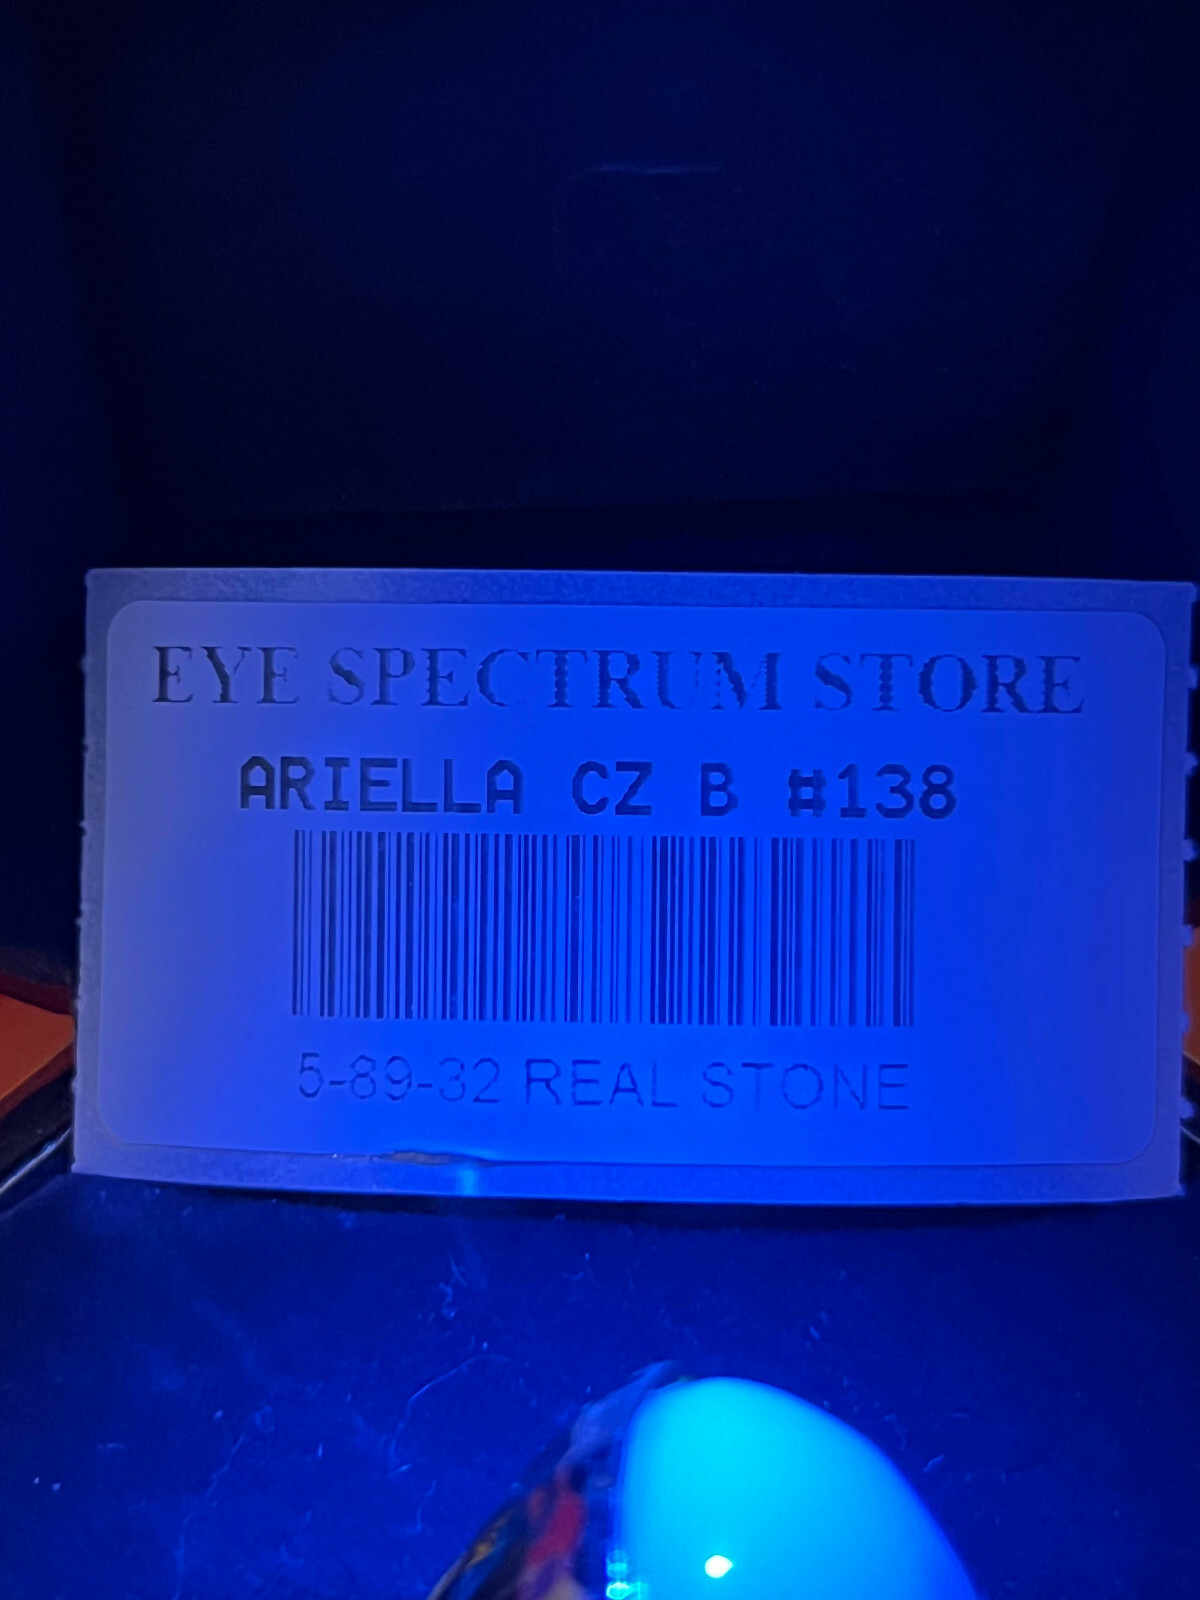 EYE SPECTRUM STORE
ARIELLA CZ B #138
5-89-32 REAL STONE